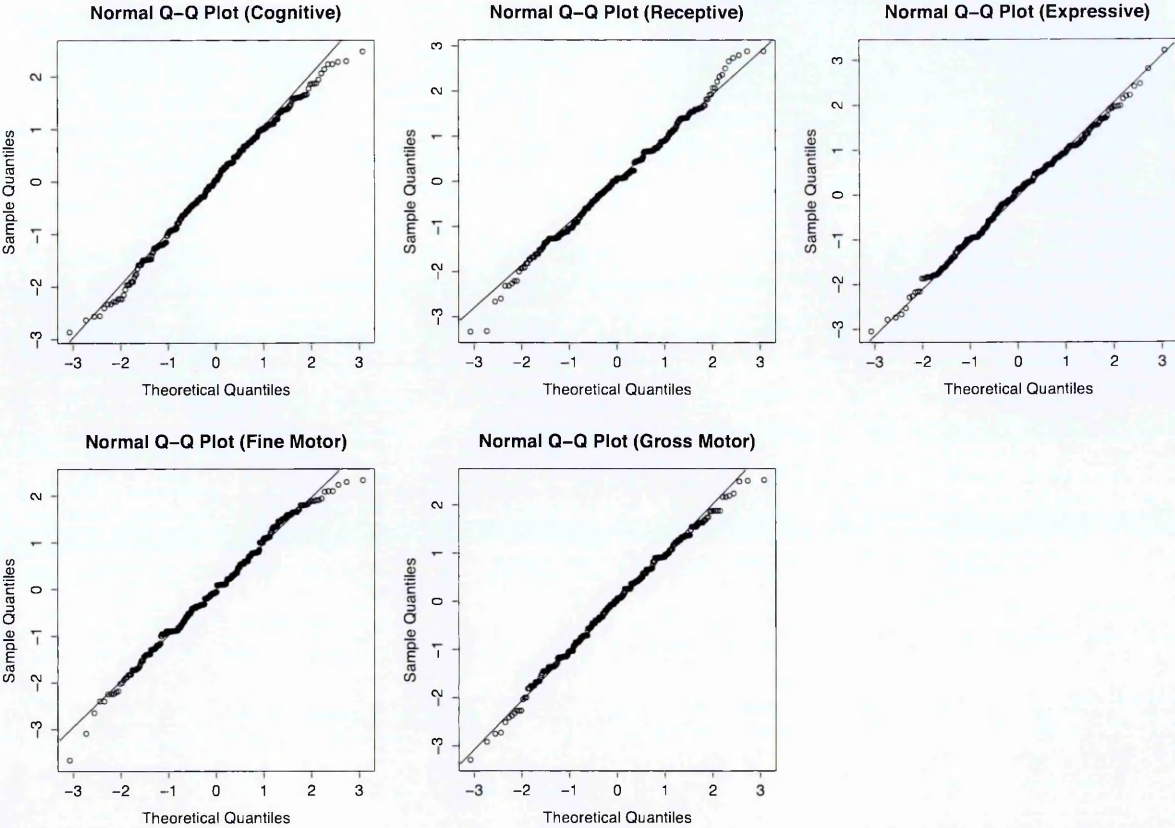 Normal Q–Q Plot (Cognitive)
Sample Quantiles
2
1
0
−1
−2
−3
−3 −2 −1 0 1 2 3
Theoretical Quantiles
Normal Q–Q Plot (Receptive)
Sample Quantiles
3
2
1
0
−1
−2
−3
−3 −2 −1 0 1 2 3
Theoretical Quantiles
Normal Q–Q Plot (Expressive)
Sample Quantiles
3
2
1
0
−1
−2
−3
−3 −2 −1 0 1 2 3
Theoretical Quantiles
Normal Q–Q Plot (Fine Motor)
Sample Quantiles
2
1
0
−1
−2
−3
−3 −2 −1 0 1 2 3
Theoretical Quantiles
Normal Q–Q Plot (Gross Motor)
Sample Quantiles
2
1
0
−1
−2
−3
−3 −2 −1 0 1 2 3
Theoretical Quantiles